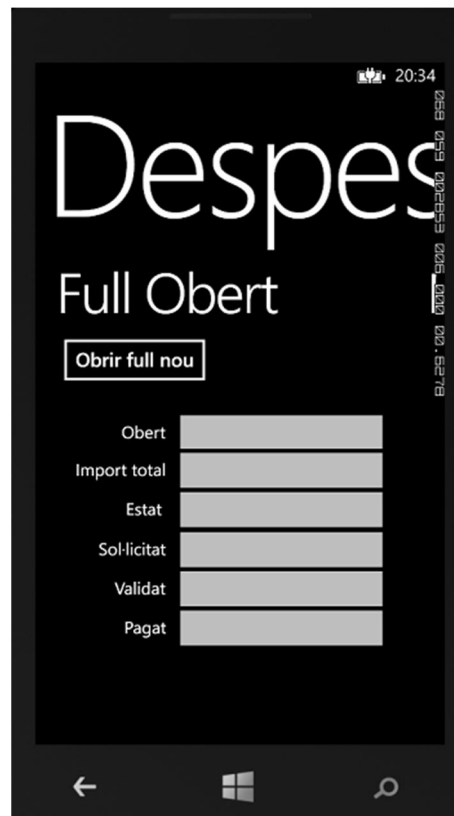 20:34
Despes
Full Obert
Obrir full nou
Obert
Import total
Estat
Sol·licitat
Validat
Pagat